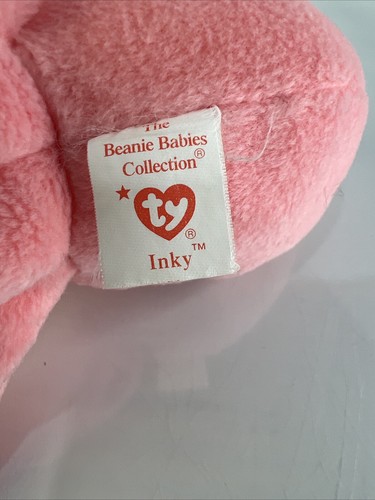 The
Beanie Babies
Collection®
★ ty ®
Inky™